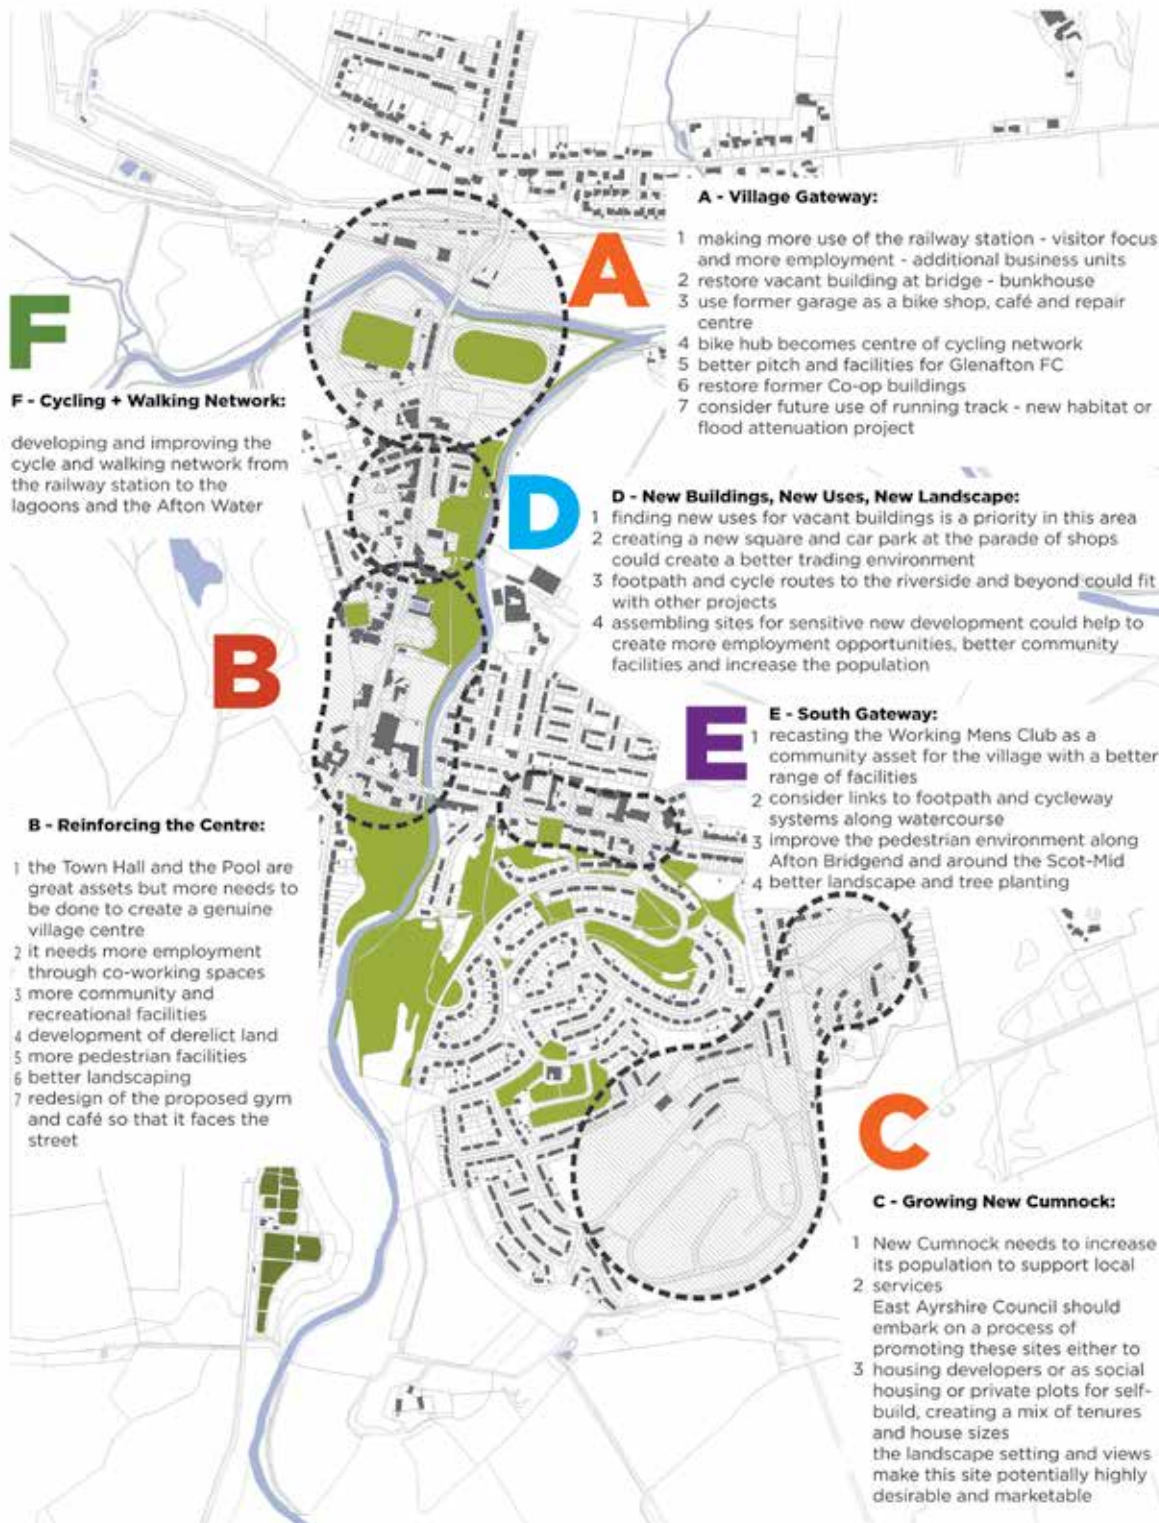 A
A - Village Gateway:
1 making more use of the railway station - visitor focus
and more employment - additional business units
2 restore vacant building at bridge - bunkhouse
3 use former garage as a bike shop, café and repair
centre
4 bike hub becomes centre of cycling network
5 better pitch and facilities for Glenafton FC
6 restore former Co-op buildings
7 consider future use of running track - new habitat or
flood attenuation project
F
F - Cycling + Walking Network:
developing and improving the
cycle and walking network from
the railway station to the
lagoons and the Afton Water
D
D - New Buildings, New Uses, New Landscape:
1 finding new uses for vacant buildings is a priority in this area
2 creating a new square and car park at the parade of shops
could create a better trading environment
3 footpath and cycle routes to the riverside and beyond could fit
with other projects
4 assembling sites for sensitive new development could help to
create more employment opportunities, better community
facilities and increase the population
B
E
E - South Gateway:
1 recasting the Working Mens Club as a
community asset for the village with a better
range of facilities
2 consider links to footpath and cycleway
systems along watercourse
3 improve the pedestrian environment along
Afton Bridgend and around the Scot-Mid
4 better landscape and tree planting
B - Reinforcing the Centre:
1 the Town Hall and the Pool are
great assets but more needs to
be done to create a genuine
village centre
2 it needs more employment
through co-working spaces
3 more community and
recreational facilities
4 development of derelict land
5 more pedestrian facilities
6 better landscaping
7 redesign of the proposed gym
and café so that it faces the
street
C
C - Growing New Cumnock:
1 New Cumnock needs to increase
its population to support local
2 services
East Ayrshire Council should
embark on a process of
promoting these sites either to
3 housing developers or as social
housing or private plots for self-
build, creating a mix of tenures
and house sizes
the landscape setting and views
make this site potentially highly
desirable and marketable